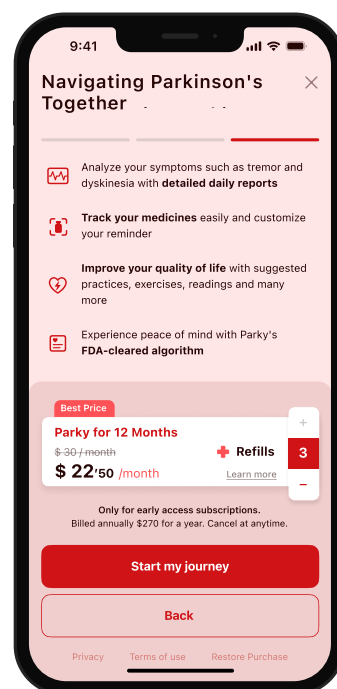 9:41
Navigating Parkinson's
Together
Analyze your symptoms such as tremor and
dyskinesia with detailed daily reports
Track your medicines easily and customize
your reminder
Improve your quality of life with suggested
practices, exercises, readings and many
more
Experience peace of mind with Parky's
FDA-cleared algorithm
Best Price
Parky for 12 Months
$ 30 / month
$ 22'50 /month
Refills
Learn more
+
3
−
Only for early access subscriptions.
Billed annually $270 for a year. Cancel at anytime.
Start my journey
Back
Privacy Terms of use Restore Purchase